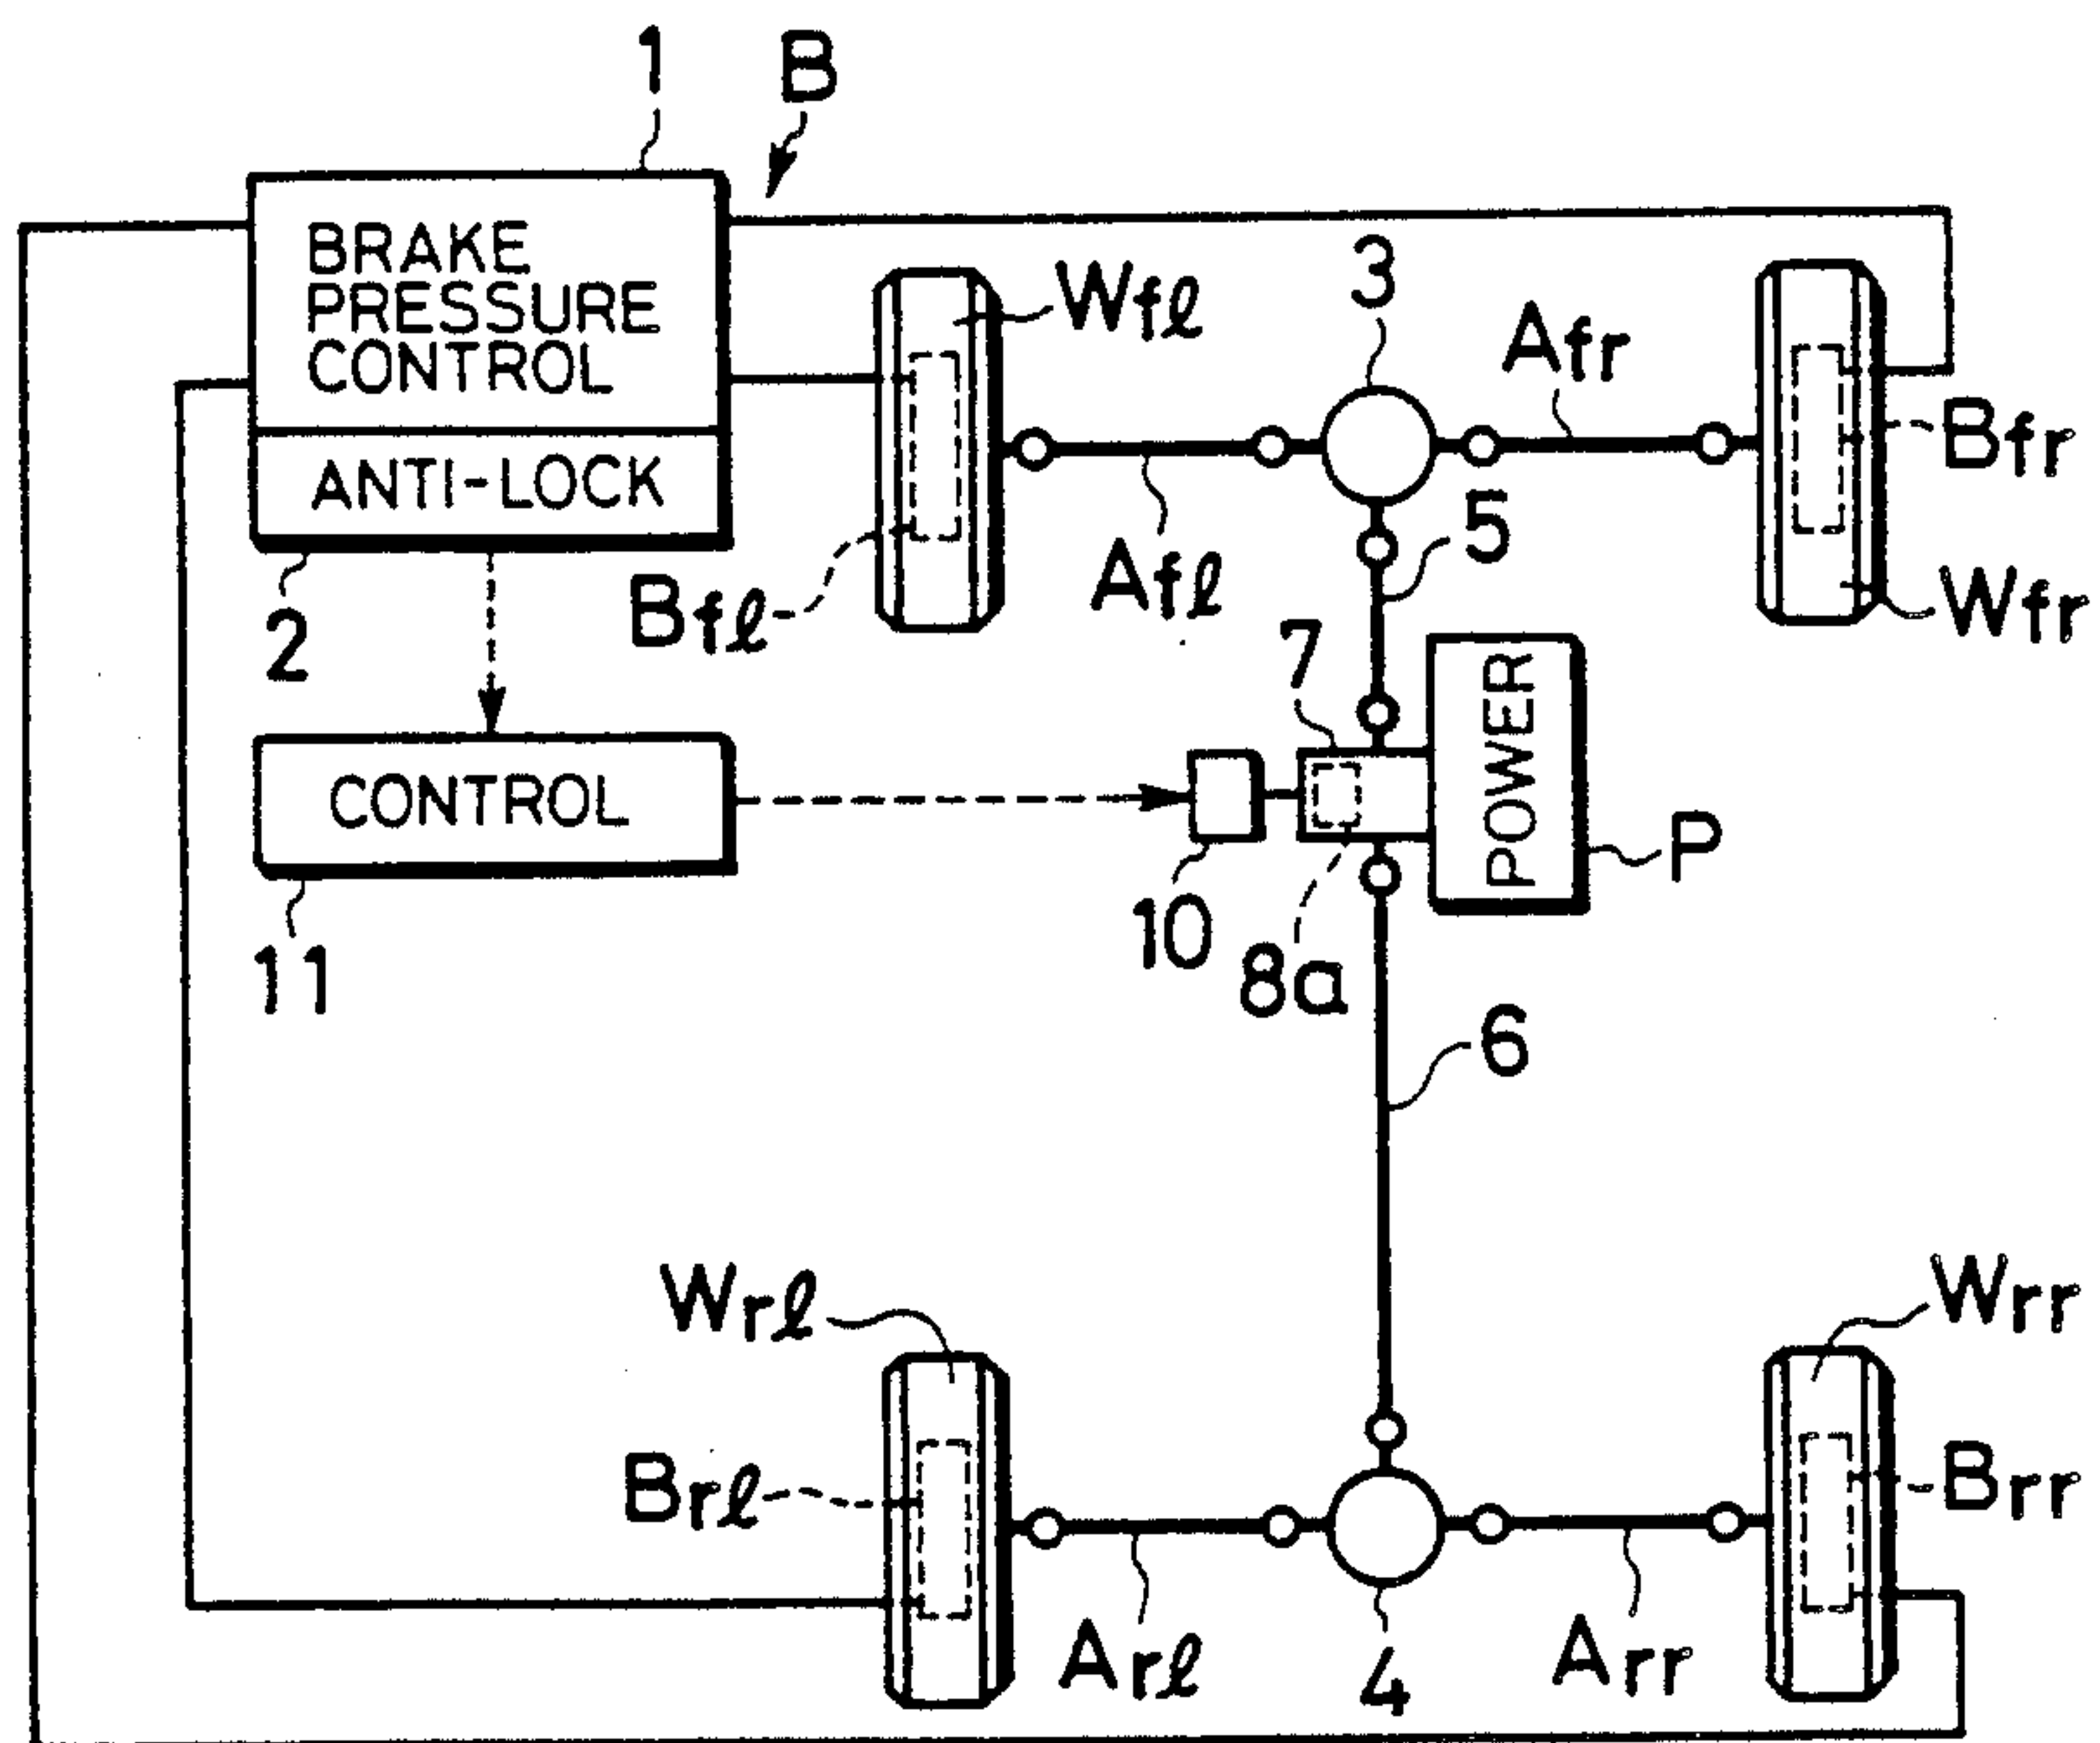 1
B
BRAKE
PRESSURE
CONTROL
ANTI-LOCK
Wfℓ
3
Afr
Bfr
5
2
Bfℓ
Afℓ
Wfr
7
POWER
CONTROL
P
10
8a
11
6
Wrℓ
Wrr
Brℓ
Brr
Arℓ
4
Arr